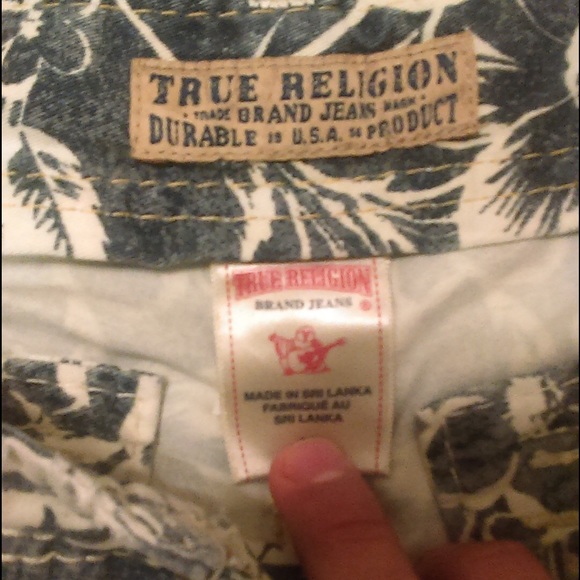 TRUE RELIGION
TRADE BRAND JEANS MARK
DURABLE IS U.S.A. PRODUCT
TRUE RELIGION
BRAND JEANS ®
MADE IN SRI LANKA
FABRIQUÉ AU
SRI LANKA